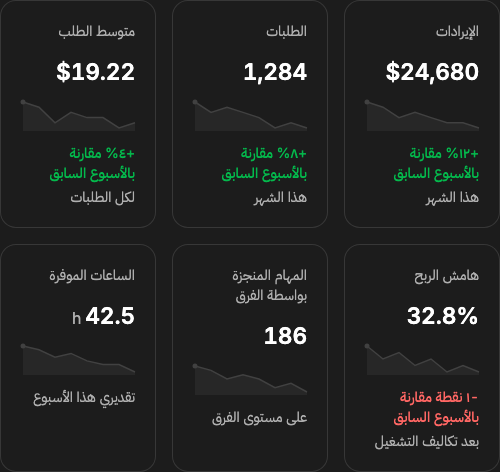 الإيرادات
$24,680
+١٢% مقارنة
بالأسبوع السابق
هذا الشهر
الطلبات
1,284
+٨% مقارنة
بالأسبوع السابق
هذا الشهر
متوسط الطلب
$19.22
+٤% مقارنة
بالأسبوع السابق
لكل الطلبات
هامش الربح
32.8%
-١ نقطة مقارنة
بالأسبوع السابق
بعد تكاليف التشغيل
المهام المنجزة
بواسطة الفرق
186
على مستوى الفرق
الساعات الموفرة
42.5 h
تقديري هذا الأسبوع